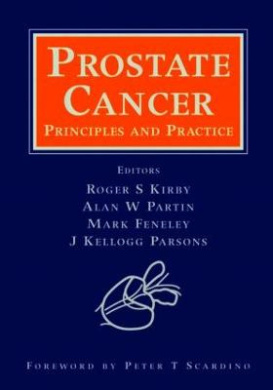 PROSTATE
CANCER
PRINCIPLES AND PRACTICE
EDITORS
ROGER S KIRBY
ALAN W PARTIN
MARK FENELEY
J KELLOGG PARSONS
FOREWORD BY PETER T SCARDINO